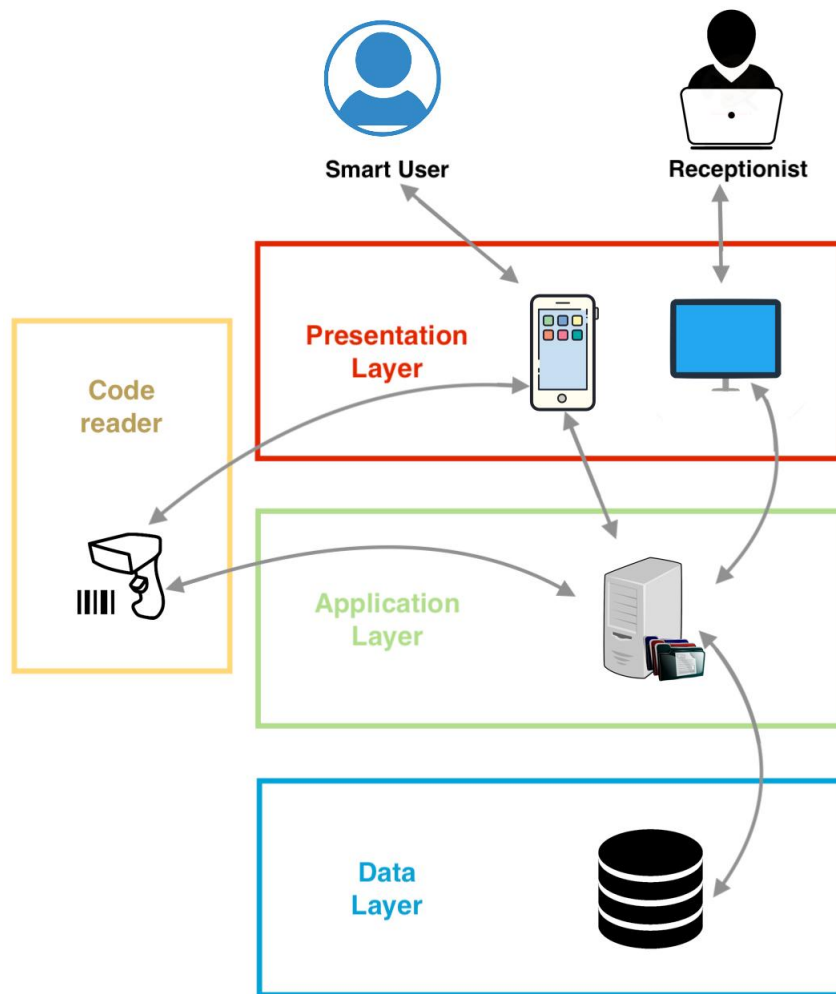 Smart User
Receptionist
Presentation
Layer
Code
reader
Application
Layer
Data
Layer